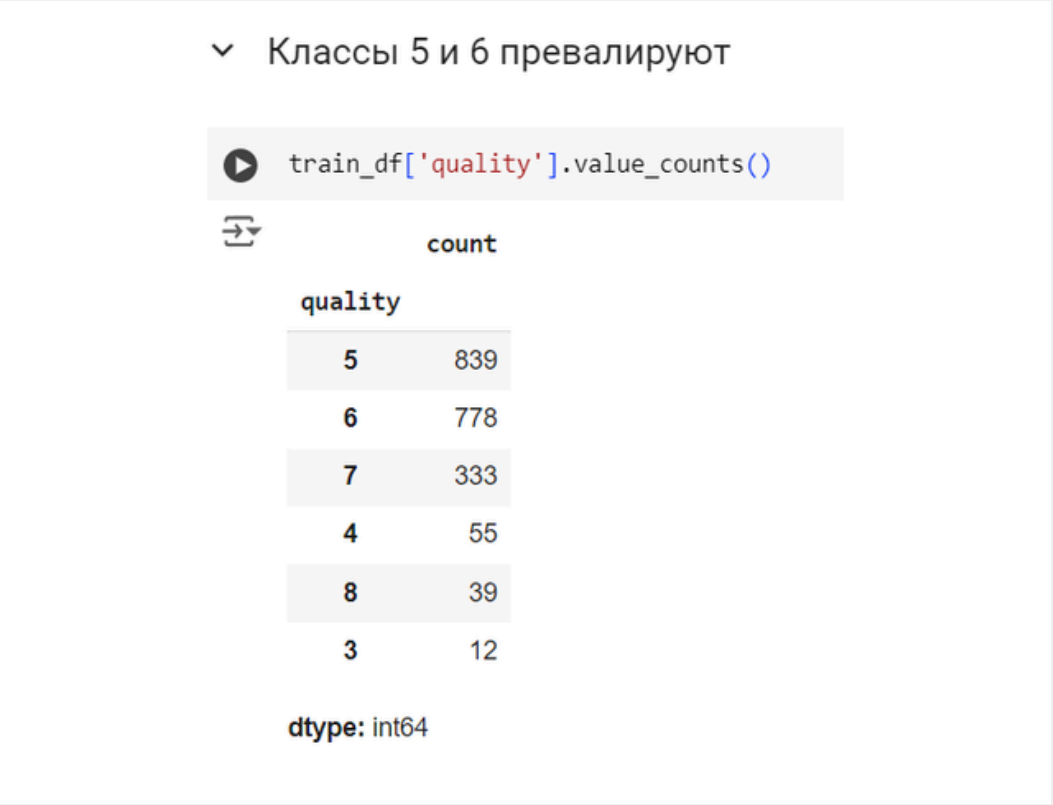 Классы 5 и 6 превалируют
train_df['quality'].value_counts()
count
quality
5 839
6 778
7 333
4 55
8 39
3 12
dtype: int64